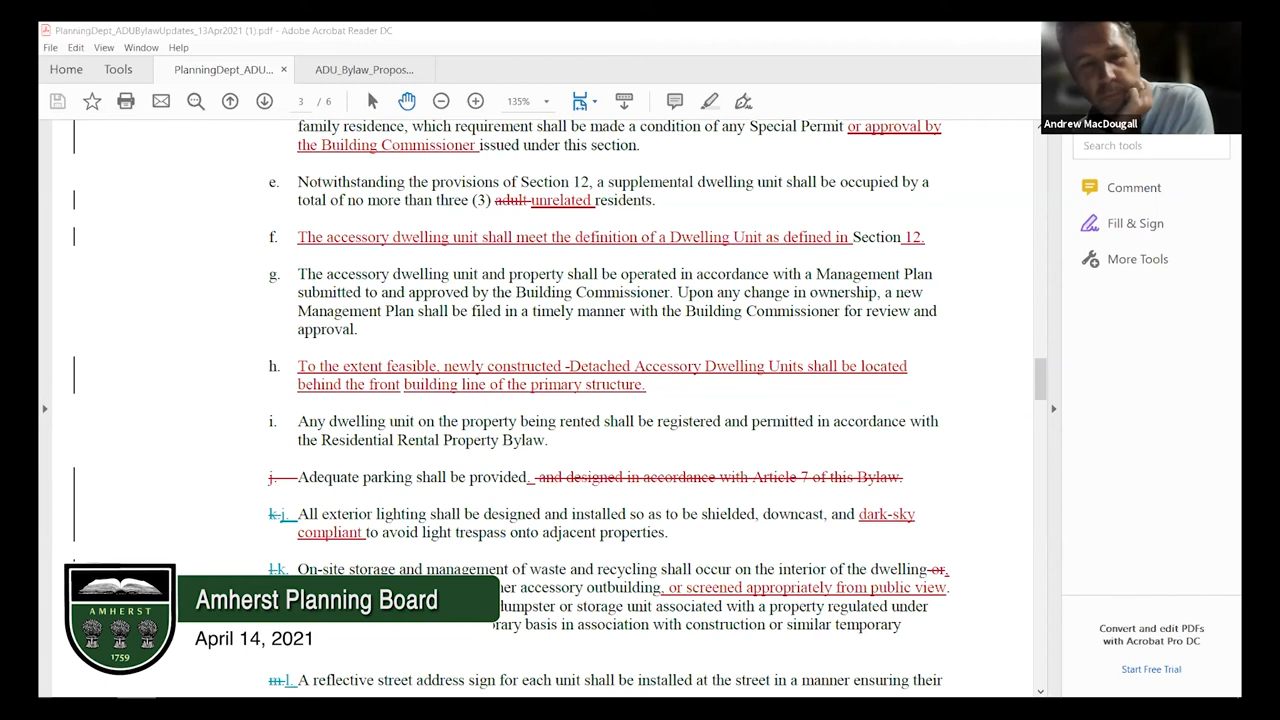 PlanningDept_ADUBylawUpdates_13Apr2021 (1).pdf - Adobe Acrobat Reader DC
File Edit View Window Help
Home Tools PlanningDept_ADU... × ADU_Bylaw_Propos...
3 / 6 135%
Andrew MacDougall
Search tools
Comment
Fill & Sign
More Tools
family residence, which requirement shall be made a condition of any Special Permit or approval by
the Building Commissioner issued under this section.
e. Notwithstanding the provisions of Section 12, a supplemental dwelling unit shall be occupied by a
total of no more than three (3) adult unrelated residents.
f. The accessory dwelling unit shall meet the definition of a Dwelling Unit as defined in Section 12.
g. The accessory dwelling unit and property shall be operated in accordance with a Management Plan
submitted to and approved by the Building Commissioner. Upon any change in ownership, a new
Management Plan shall be filed in a timely manner with the Building Commissioner for review and
approval.
h. To the extent feasible, newly constructed -Detached Accessory Dwelling Units shall be located
behind the front building line of the primary structure.
i. Any dwelling unit on the property being rented shall be registered and permitted in accordance with
the Residential Rental Property Bylaw.
j. Adequate parking shall be provided. and designed in accordance with Article 7 of this Bylaw.
k.j. All exterior lighting shall be designed and installed so as to be shielded, downcast, and dark-sky
compliant to avoid light trespass onto adjacent properties.
l.k. On-site storage and management of waste and recycling shall occur on the interior of the dwelling or,
accessory outbuilding, or screened appropriately from public view.
dumpster or storage unit associated with a property regulated under
basis in association with construction or similar temporary
m.l. A reflective street address sign for each unit shall be installed at the street in a manner ensuring their
AMHERST
1759
Amherst Planning Board
April 14, 2021
Convert and edit PDFs
with Acrobat Pro DC
Start Free Trial